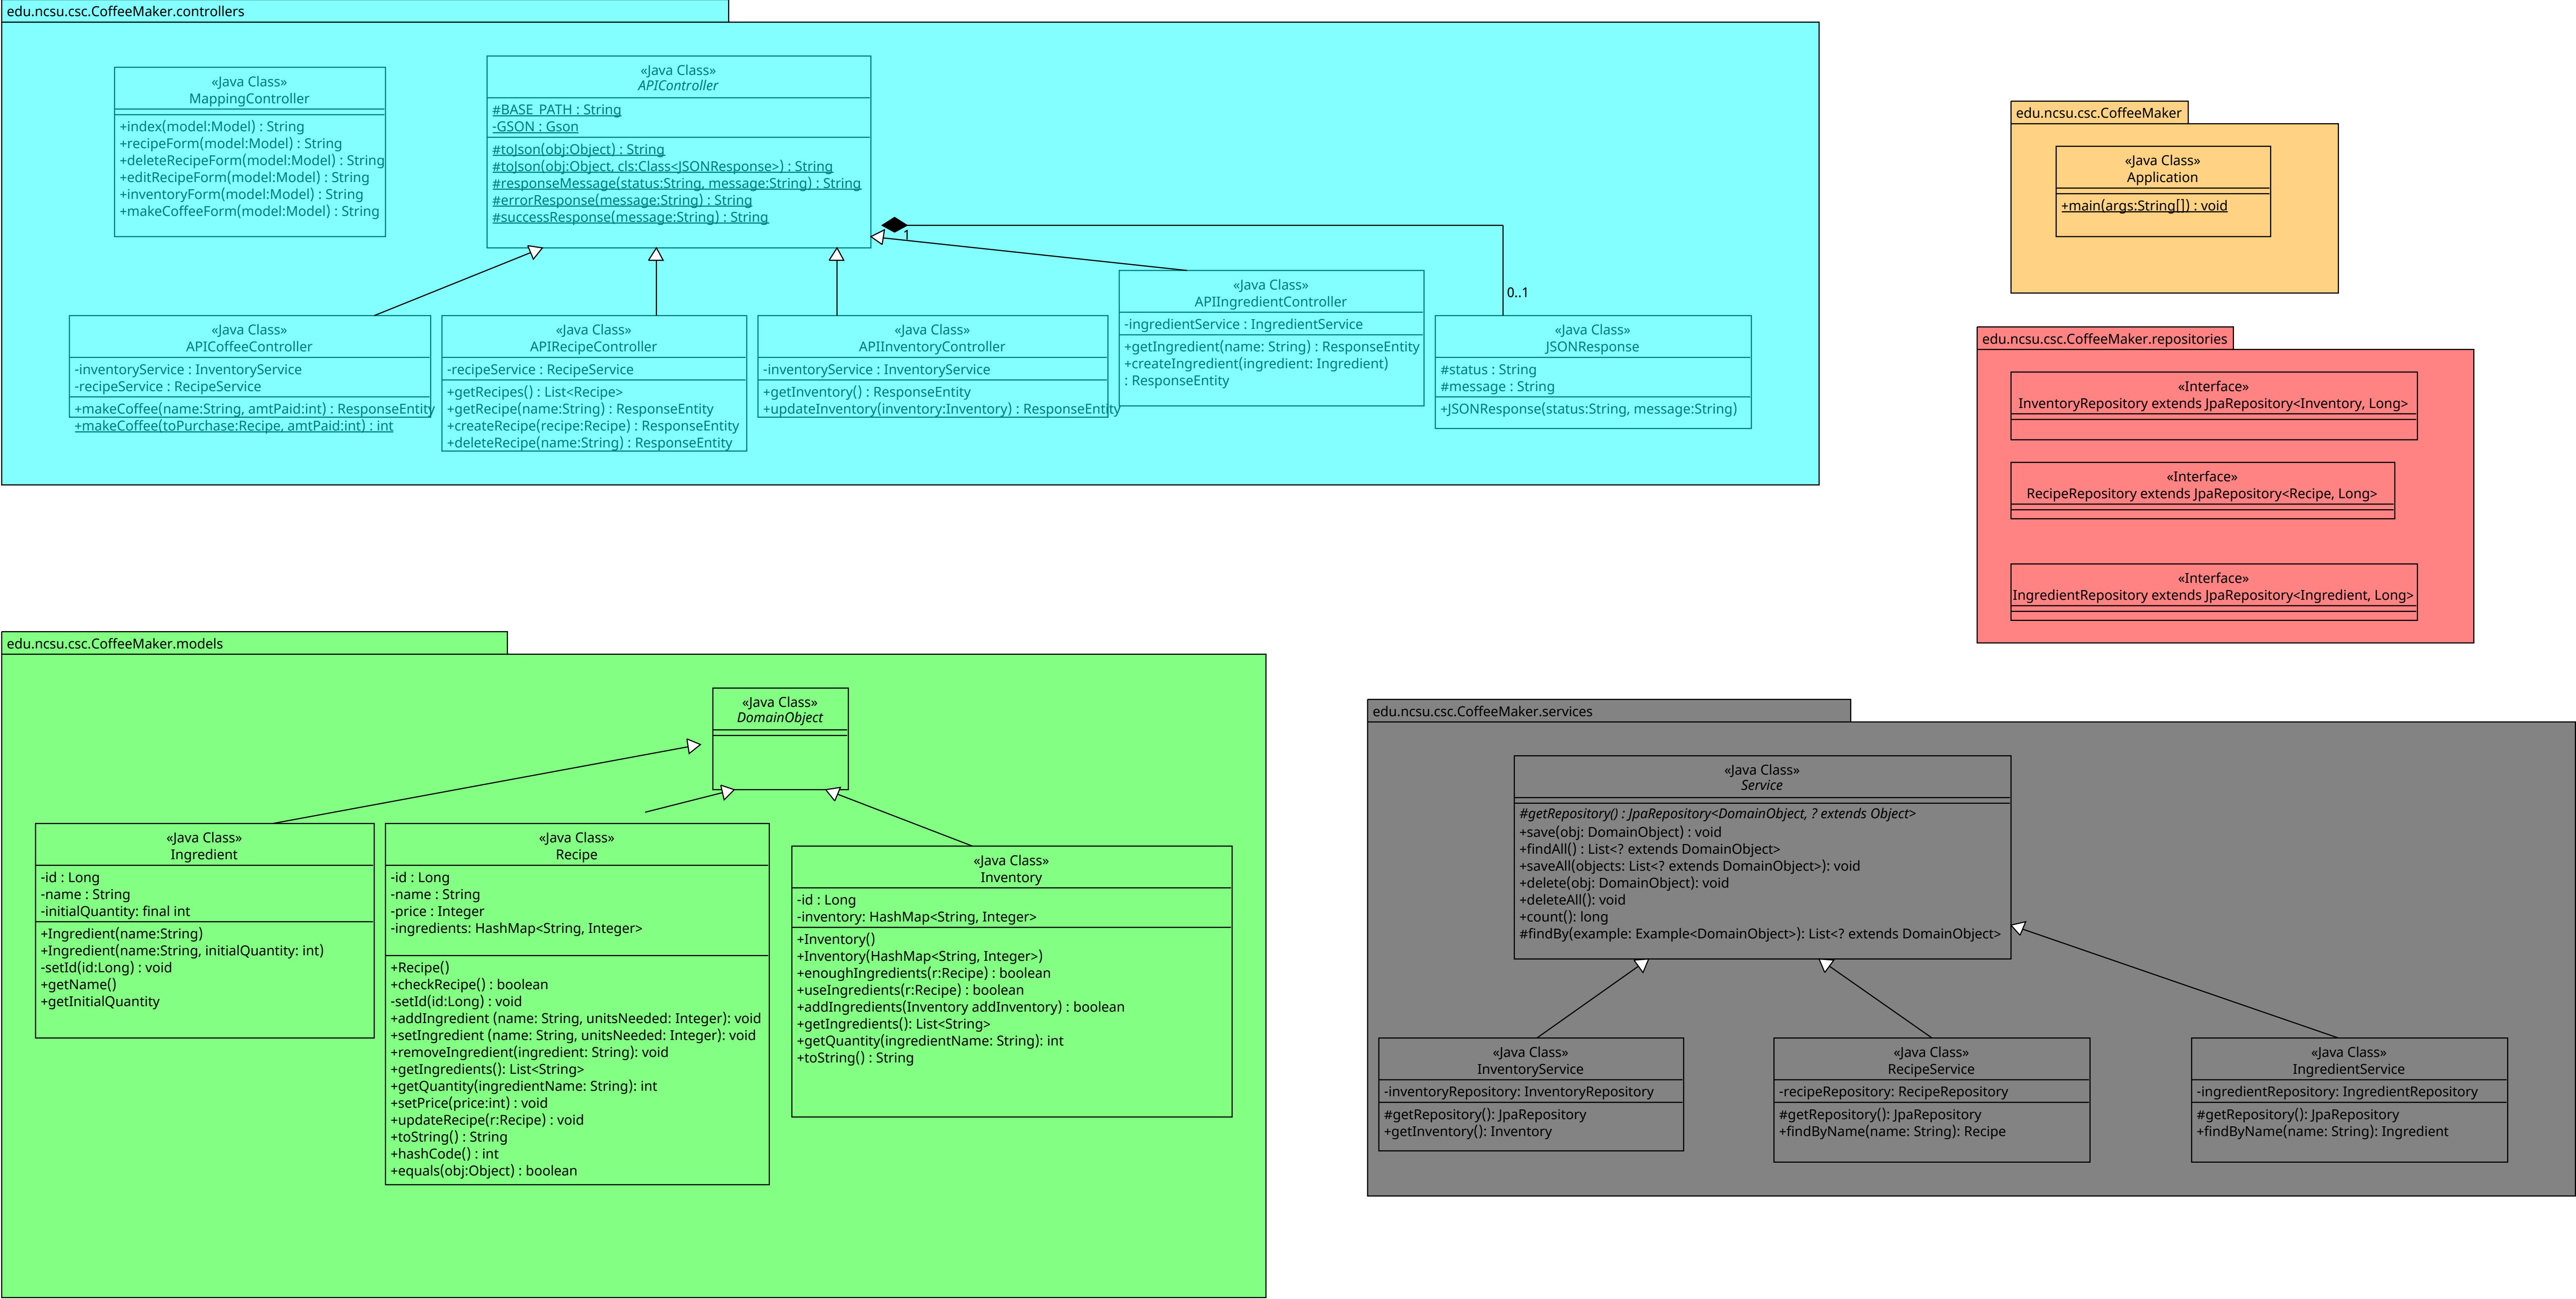 edu.ncsu.csc.CoffeeMaker.controllers
«Java Class»
MappingController
+index(model:Model) : String
+recipeForm(model:Model) : String
+deleteRecipeForm(model:Model) : String
+editRecipeForm(model:Model) : String
+inventoryForm(model:Model) : String
+makeCoffeeForm(model:Model) : String
«Java Class»
APIController
#BASE_PATH : String
-GSON : Gson
#toJson(obj:Object) : String
#toJson(obj:Object, cls:Class<JSONResponse>) : String
#responseMessage(status:String, message:String) : String
#errorResponse(message:String) : String
#successResponse(message:String) : String
1
0..1
«Java Class»
APICoffeeController
-inventoryService : InventoryService
-recipeService : RecipeService
+makeCoffee(name:String, amtPaid:int) : ResponseEntity
+makeCoffee(toPurchase:Recipe, amtPaid:int) : int
«Java Class»
APIRecipeController
-recipeService : RecipeService
+getRecipes() : List<Recipe>
+getRecipe(name:String) : ResponseEntity
+createRecipe(recipe:Recipe) : ResponseEntity
+deleteRecipe(name:String) : ResponseEntity
«Java Class»
APIInventoryController
-inventoryService : InventoryService
+getInventory() : ResponseEntity
+updateInventory(inventory:Inventory) : ResponseEntity
«Java Class»
APIIngredientController
-ingredientService : IngredientService
+getIngredient(name: String) : ResponseEntity
+createIngredient(ingredient: Ingredient)
: ResponseEntity
«Java Class»
JSONResponse
#status : String
#message : String
+JSONResponse(status:String, message:String)
edu.ncsu.csc.CoffeeMaker
«Java Class»
Application
+main(args:String[]) : void
edu.ncsu.csc.CoffeeMaker.repositories
«Interface»
InventoryRepository extends JpaRepository<Inventory, Long>
«Interface»
RecipeRepository extends JpaRepository<Recipe, Long>
«Interface»
IngredientRepository extends JpaRepository<Ingredient, Long>
edu.ncsu.csc.CoffeeMaker.models
«Java Class»
DomainObject
«Java Class»
Ingredient
-id : Long
-name : String
-initialQuantity: final int
+Ingredient(name:String)
+Ingredient(name:String, initialQuantity: int)
-setId(id:Long) : void
+getName()
+getInitialQuantity
«Java Class»
Recipe
-id : Long
-name : String
-price : Integer
-ingredients: HashMap<String, Integer>
+Recipe()
+checkRecipe() : boolean
-setId(id:Long) : void
+addIngredient (name: String, unitsNeeded: Integer): void
+setIngredient (name: String, unitsNeeded: Integer): void
+removeIngredient(ingredient: String): void
+getIngredients(): List<String>
+getQuantity(ingredientName: String): int
+setPrice(price:int) : void
+updateRecipe(r:Recipe) : void
+toString() : String
+hashCode() : int
+equals(obj:Object) : boolean
«Java Class»
Inventory
-id : Long
-inventory: HashMap<String, Integer>
+Inventory()
+Inventory(HashMap<String, Integer>)
+enoughIngredients(r:Recipe) : boolean
+useIngredients(r:Recipe) : boolean
+addIngredients(Inventory addInventory) : boolean
+getIngredients(): List<String>
+getQuantity(ingredientName: String): int
+toString() : String
edu.ncsu.csc.CoffeeMaker.services
«Java Class»
Service
#getRepository() : JpaRepository<DomainObject, ? extends Object>
+save(obj: DomainObject) : void
+findAll() : List<? extends DomainObject>
+saveAll(objects: List<? extends DomainObject>): void
+delete(obj: DomainObject): void
+deleteAll(): void
+count(): long
#findBy(example: Example<DomainObject>): List<? extends DomainObject>
«Java Class»
InventoryService
-inventoryRepository: InventoryRepository
#getRepository(): JpaRepository
+getInventory(): Inventory
«Java Class»
RecipeService
-recipeRepository: RecipeRepository
#getRepository(): JpaRepository
+findByName(name: String): Recipe
«Java Class»
IngredientService
-ingredientRepository: IngredientRepository
#getRepository(): JpaRepository
+findByName(name: String): Ingredient